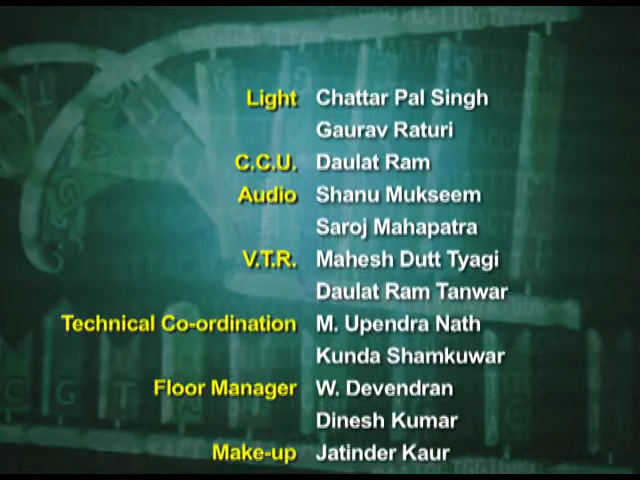 Light Chattar Pal Singh
Gaurav Raturi
C.C.U. Daulat Ram
Audio Shanu Mukseem
Saroj Mahapatra
V.T.R. Mahesh Dutt Tyagi
Daulat Ram Tanwar
Technical Co-ordination M. Upendra Nath
Kunda Shamkuwar
Floor Manager W. Devendran
Dinesh Kumar
Make-up Jatinder Kaur